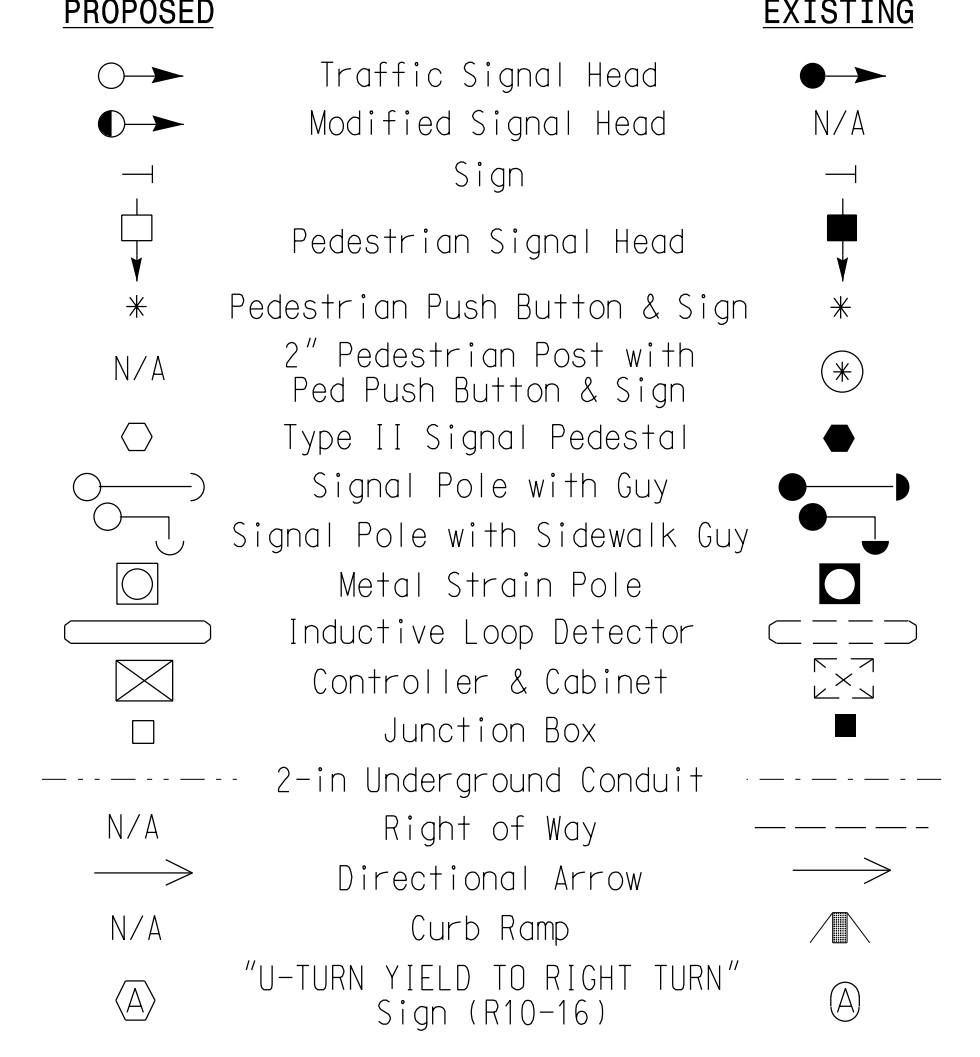 PROPOSED EXISTING
Traffic Signal Head
Modified Signal Head N/A
Sign
Pedestrian Signal Head
Pedestrian Push Button & Sign
2" Pedestrian Post with
N/A
Ped Push Button & Sign
Type II Signal Pedestal
Signal Pole with Guy
Signal Pole with Sidewalk Guy
Metal Strain Pole
Inductive Loop Detector
Controller & Cabinet
Junction Box
2-in Underground Conduit
N/A Right of Way
Directional Arrow
N/A Curb Ramp
"U-TURN YIELD TO RIGHT TURN"
A Sign (R10-16) A